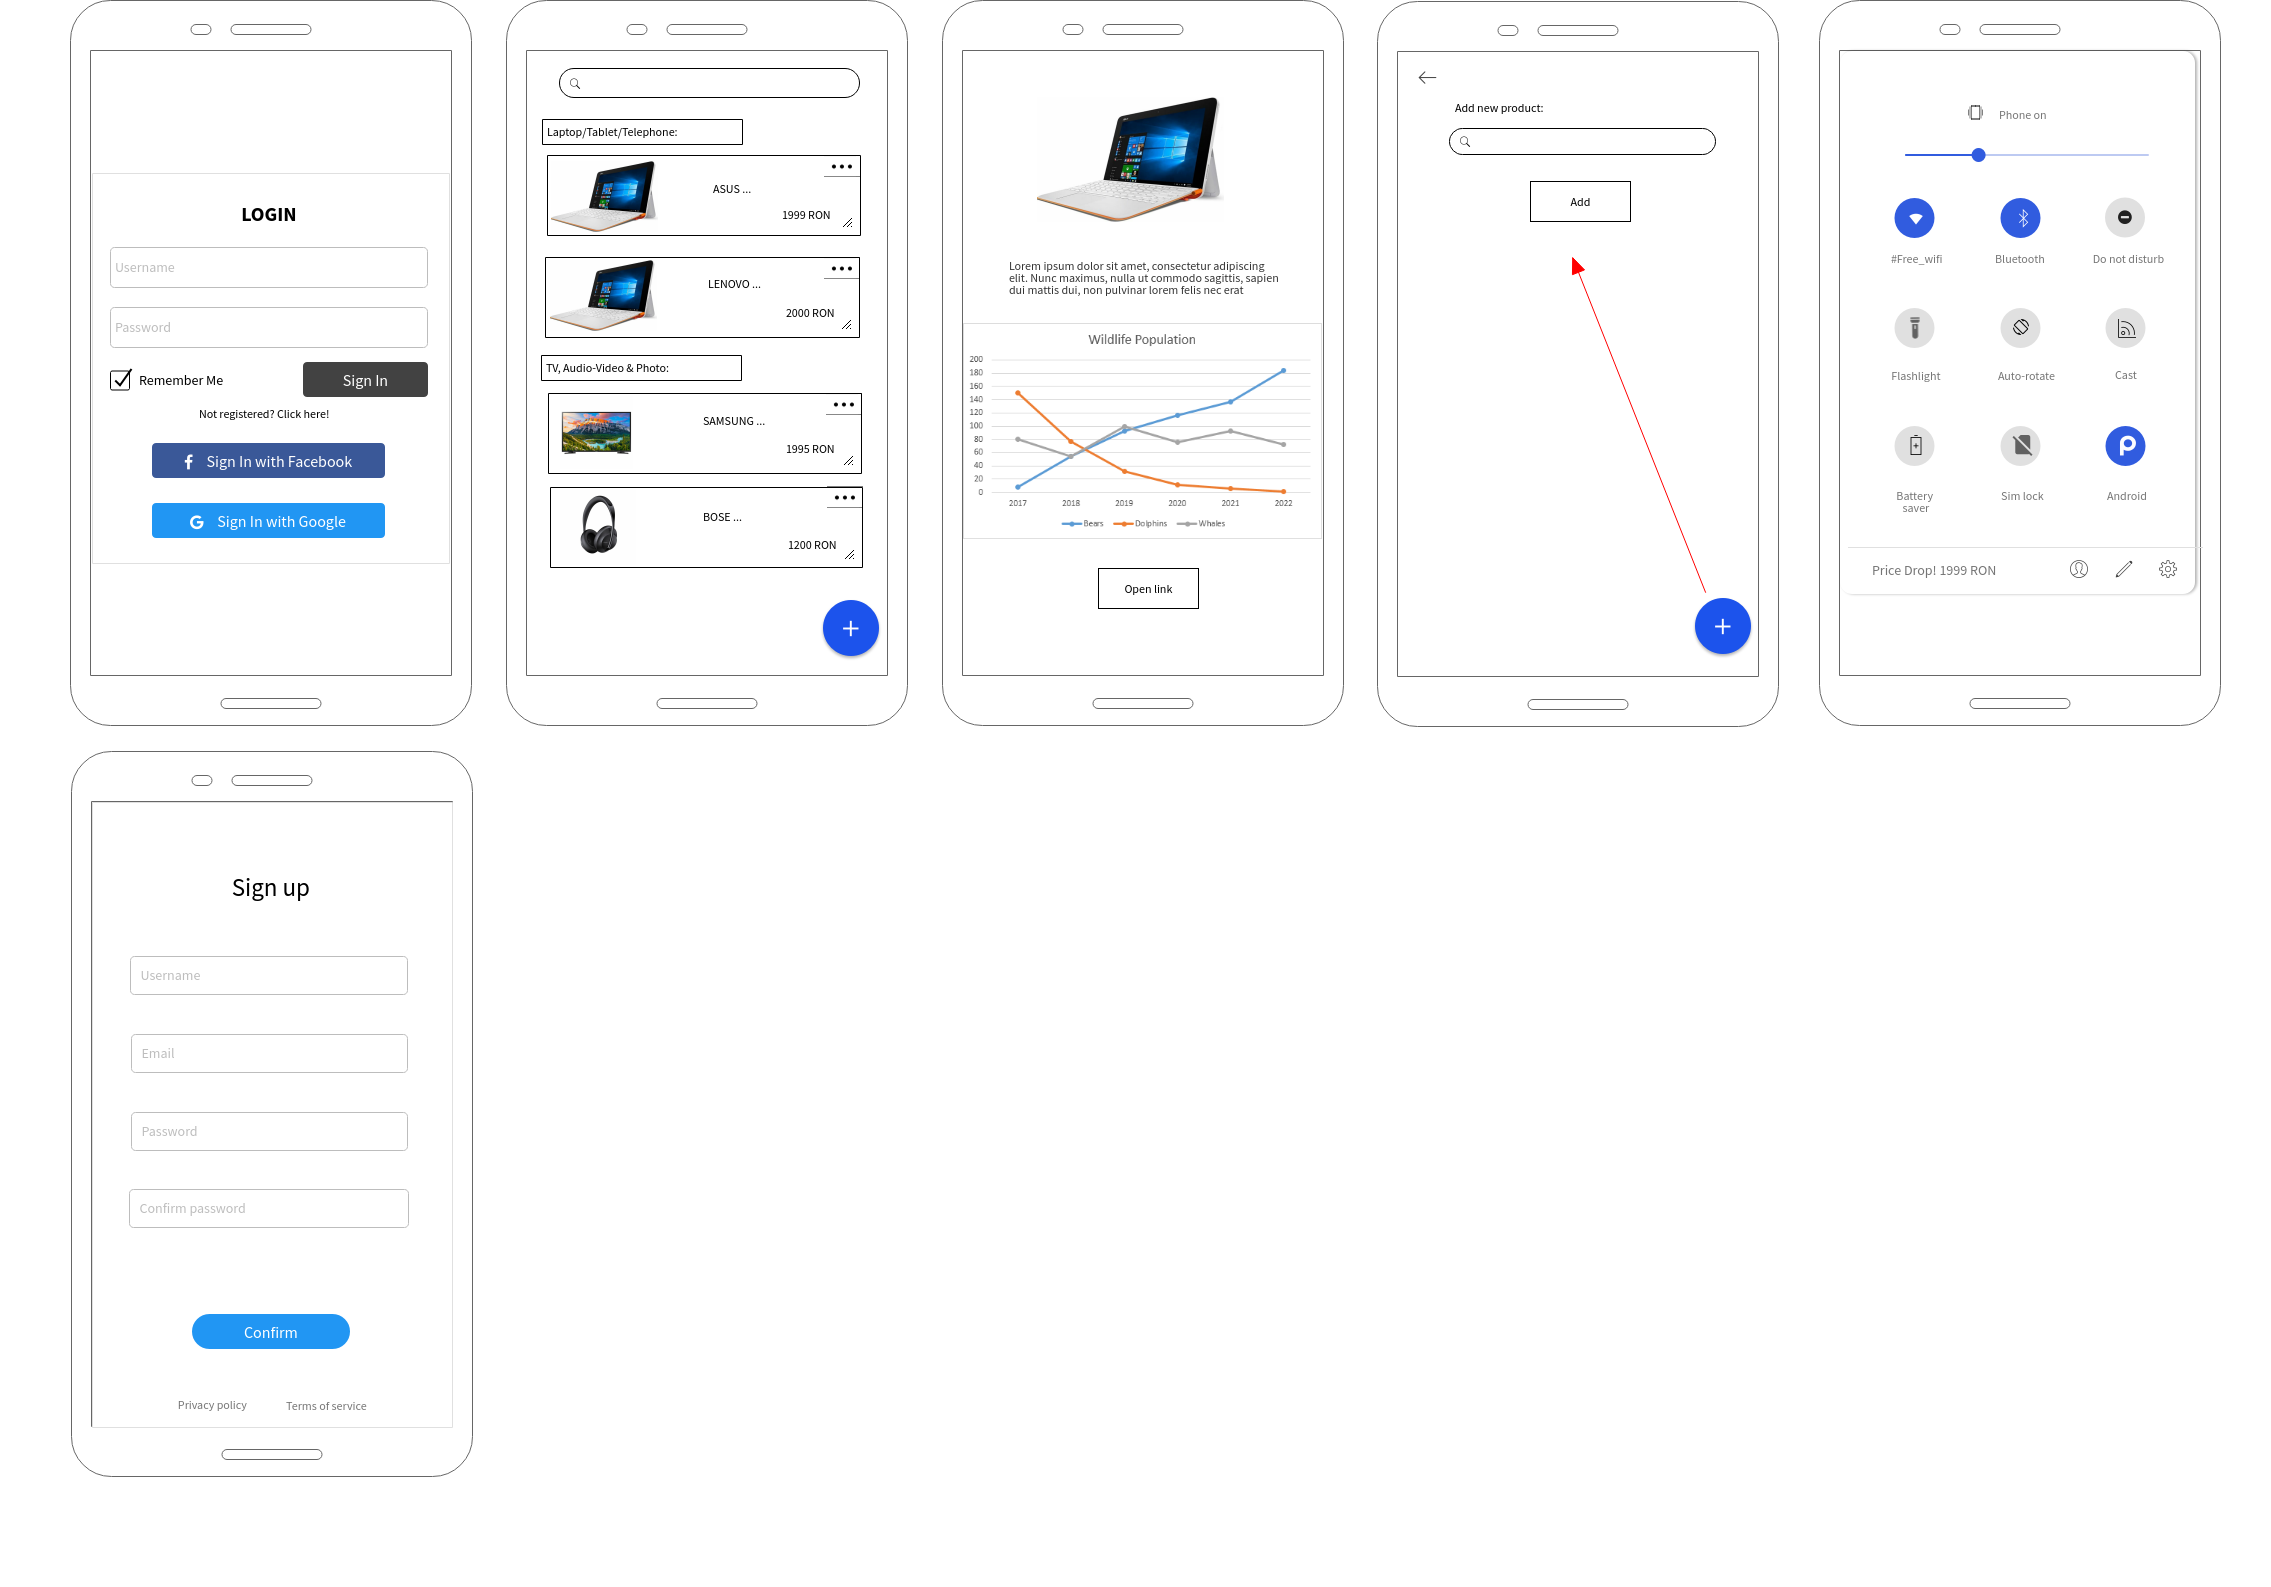 LOGIN
Username
Password
Remember Me
Sign In
Not registered? Click here!
Sign In with Facebook
Sign In with Google
Laptop/Tablet/Telephone:
ASUS ...
1999 RON
LENOVO ...
2000 RON
TV, Audio-Video & Photo:
SAMSUNG ...
1995 RON
BOSE ...
1200 RON
Lorem ipsum dolor sit amet, consectetur adipiscing
elit. Nunc maximus, nulla ut commodo sagittis, sapien
dui mattis dui, non pulvinar lorem felis nec erat
Wildlife Population
200
180
160
140
120
100
80
60
40
20
0
2017 2018 2019 2020 2021 2022
Bears Dolphins Whales
Open link
Add new product:
Add
Phone on
#Free_wifi Bluetooth Do not disturb
Flashlight Auto-rotate Cast
Battery
saver
Sim lock
Android
Price Drop! 1999 RON
Sign up
Username
Email
Password
Confirm password
Confirm
Privacy policy Terms of service